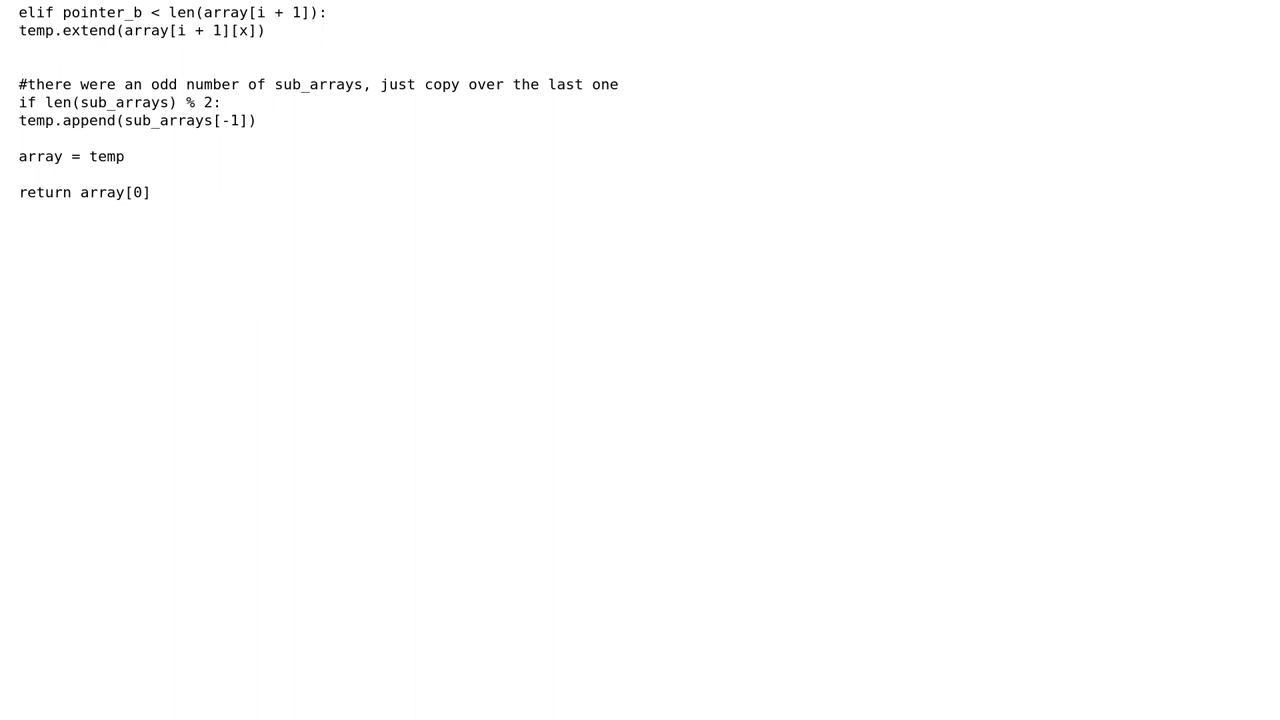 elif pointer_b < len(array[i + 1]):
temp.extend(array[i + 1][x])
#there were an odd number of sub_arrays, just copy over the last one
if len(sub_arrays) % 2:
temp.append(sub_arrays[-1])
array = temp
return array[0]